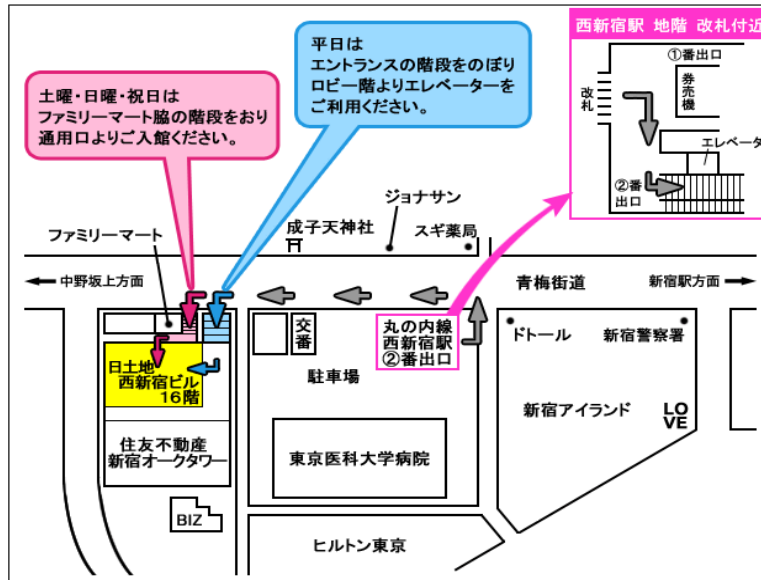 西新宿駅 地階 改札付近
①番出口
券売機
改札
エレベータ
②番
出口
平日は
エントランスの階段をのぼり
ロビー階よりエレベーターを
ご利用ください。
土曜・日曜・祝日は
ファミリーマート脇の階段をおり
通用口よりご入館ください。
ジョナサン
成子天神社
スギ薬局
ファミリーマート
中野坂上方面
青梅街道
新宿駅方面
交番
丸の内線
西新宿駅
②番出口
ドトール
新宿警察署
日土地
西新宿ビル
16階
駐車場
新宿アイランド
LO
VE
住友不動産
新宿オークタワー
東京医科大学病院
BIZ
ヒルトン東京